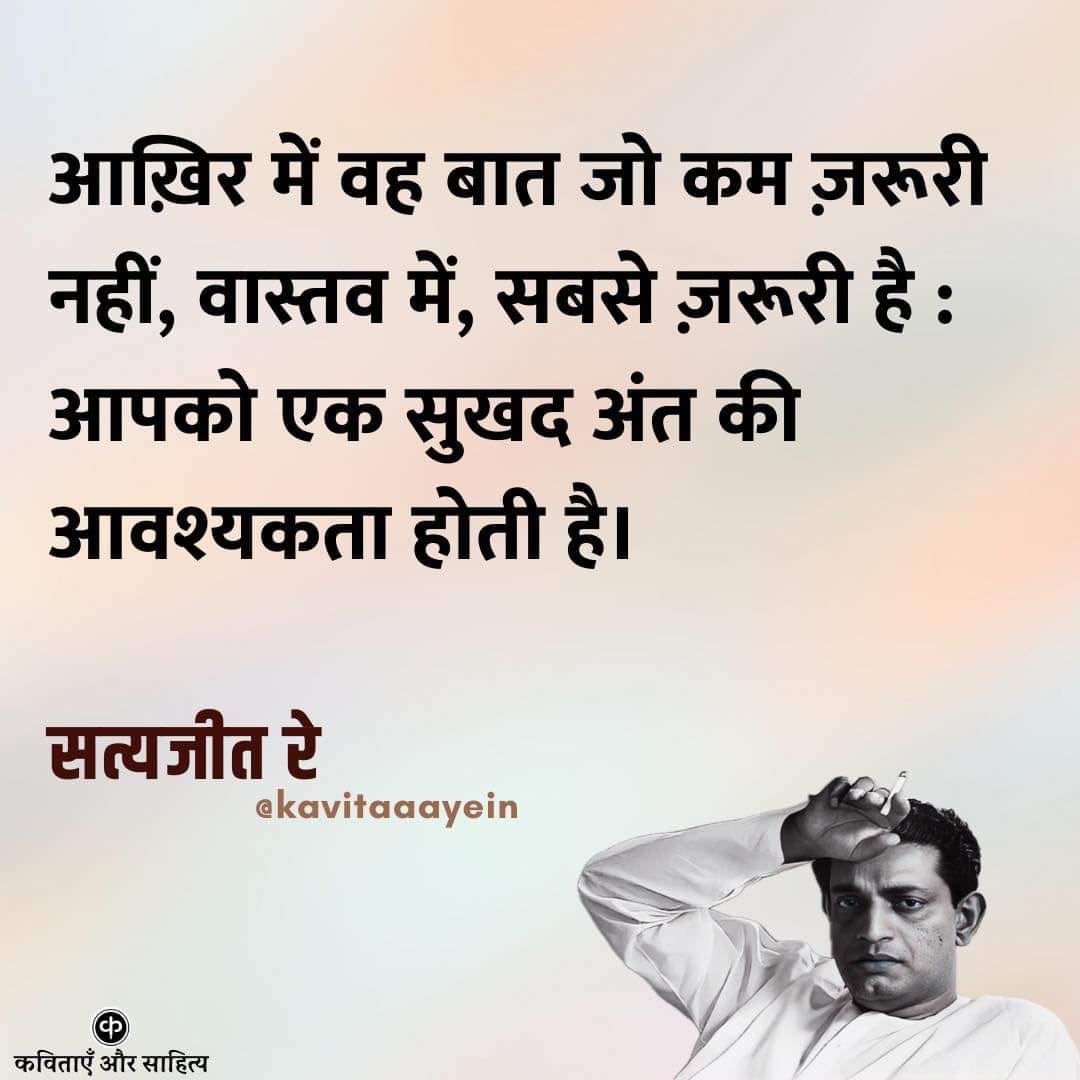 आख़िर में वह बात जो कम ज़रूरी
नहीं, वास्तव में, सबसे ज़रूरी है :
आपको एक सुखद अंत की
आवश्यकता होती है।
सत्यजीत रे
@kavitaaayein
क
कविताएँ और साहित्य